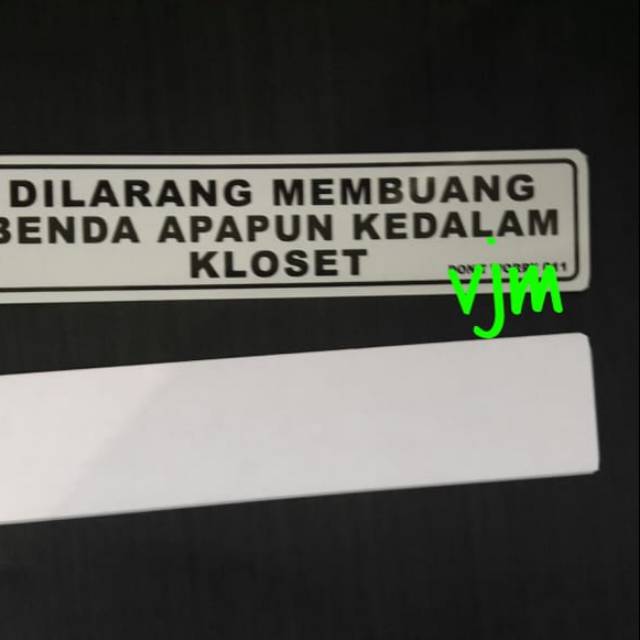 DILARANG MEMBUANG
BENDA APAPUN KEDALAM
KLOSET
vjm